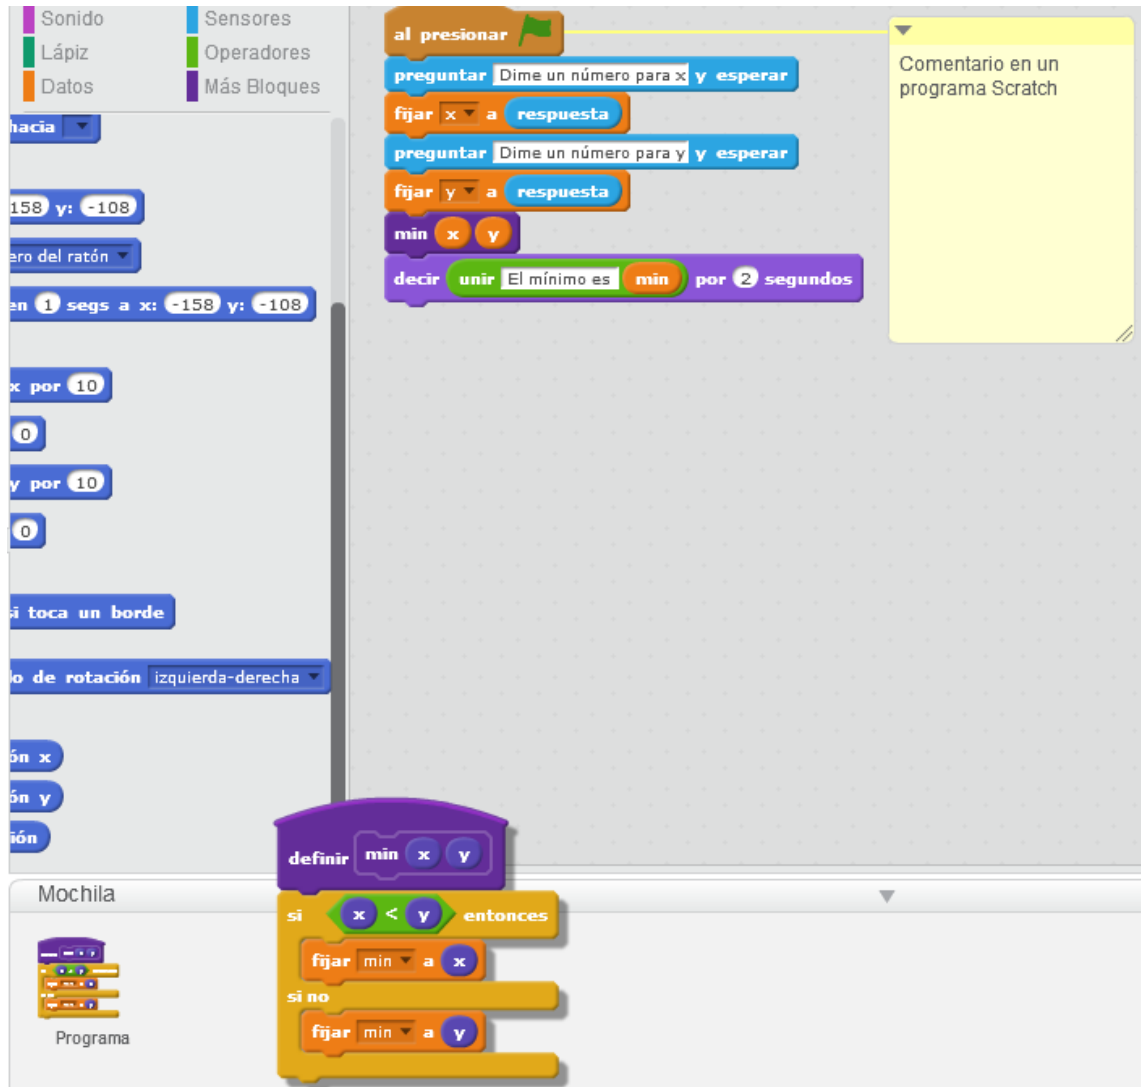 Sonido
Sensores
Lápiz
Operadores
Datos
Más Bloques
hacia
158 y: -108
ero del ratón
en 1 segs a x: -158 y: -108
x por 10
0
y por 10
0
si toca un borde
lo de rotación izquierda-derecha
ón x
ón y
ión
al presionar
preguntar Dime un número para x y esperar
fijar x a respuesta
preguntar Dime un número para y y esperar
fijar y a respuesta
min x y
decir unir El mínimo es min por 2 segundos
Comentario en un
programa Scratch
definir min x y
si x < y entonces
fijar min a x
si no
fijar min a y
Mochila
Programa